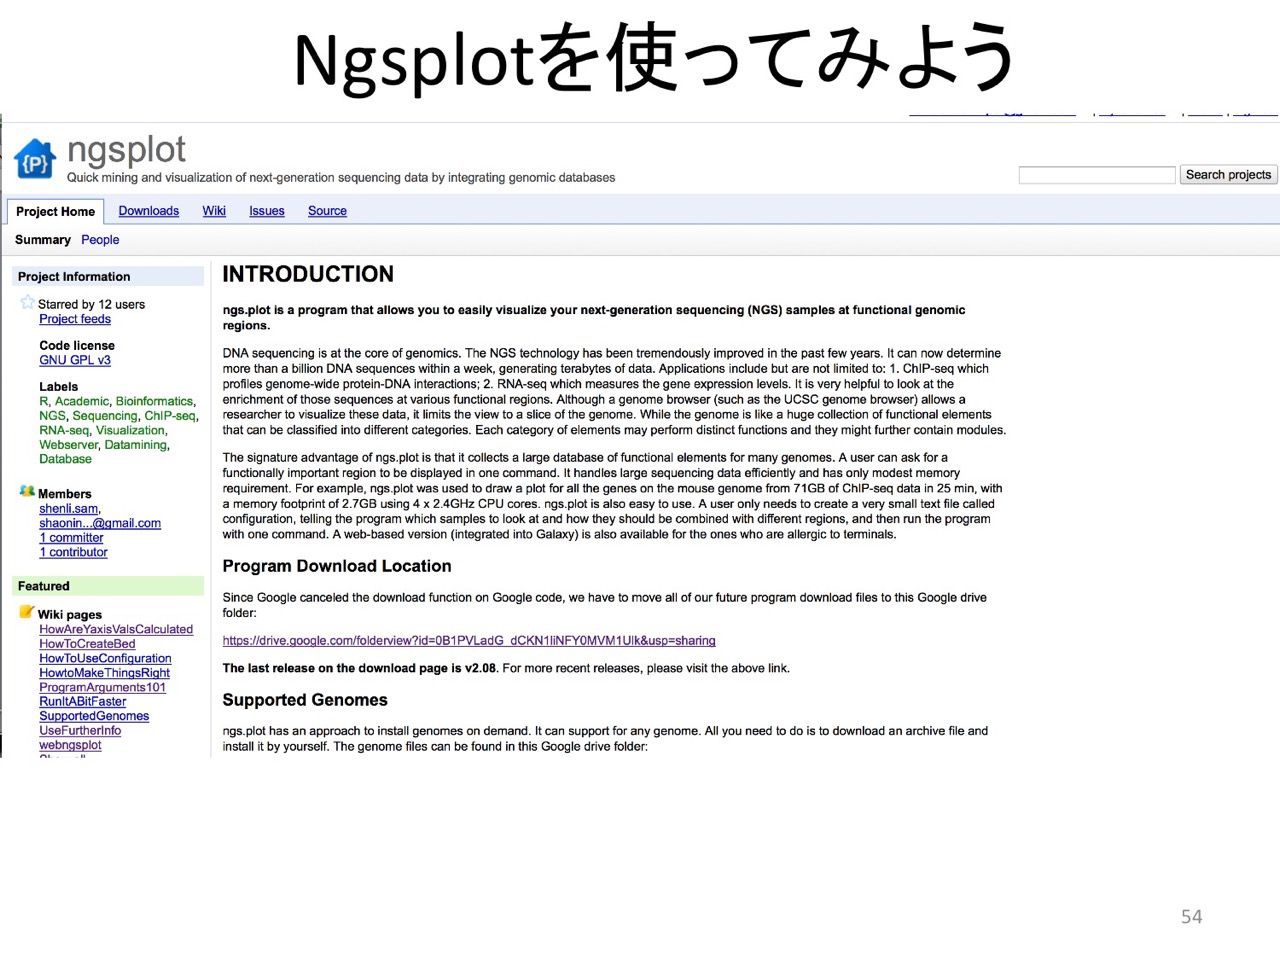 Ngsplotを使ってみよう
ngsplot
Quick mining and visualization of next-generation sequencing data by integrating genomic databases
Search projects
Project Home Downloads Wiki Issues Source
Summary People
Project Information
Starred by 12 users
Project feeds
Code license
GNU GPL v3
Labels
R, Academic, Bioinformatics,
NGS, Sequencing, ChIP-seq,
RNA-seq, Visualization,
Webserver, Datamining,
Database
Members
shenli.sam,
shaonin...@gmail.com
1 committer
1 contributor
Featured
Wiki pages
HowAreYaxisValsCalculated
HowToCreateBed
HowToUseConfiguration
HowtoMakeThingsRight
ProgramArguments101
RunItABitFaster
SupportedGenomes
UseFurtherInfo
webngsplot
INTRODUCTION
ngs.plot is a program that allows you to easily visualize your next-generation sequencing (NGS) samples at functional genomic
regions.
DNA sequencing is at the core of genomics. The NGS technology has been tremendously improved in the past few years. It can now determine
more than a billion DNA sequences within a week, generating terabytes of data. Applications include but are not limited to: 1. ChIP-seq which
profiles genome-wide protein-DNA interactions; 2. RNA-seq which measures the gene expression levels. It is very helpful to look at the
enrichment of those sequences at various functional regions. Although a genome browser (such as the UCSC genome browser) allows a
researcher to visualize these data, it limits the view to a slice of the genome. While the genome is like a huge collection of functional elements
that can be classified into different categories. Each category of elements may perform distinct functions and they might further contain modules.
The signature advantage of ngs.plot is that it collects a large database of functional elements for many genomes. A user can ask for a
functionally important region to be displayed in one command. It handles large sequencing data efficiently and has only modest memory
requirement. For example, ngs.plot was used to draw a plot for all the genes on the mouse genome from 71GB of ChIP-seq data in 25 min, with
a memory footprint of 2.7GB using 4 x 2.4GHz CPU cores. ngs.plot is also easy to use. A user only needs to create a very small text file called
configuration, telling the program which samples to look at and how they should be combined with different regions, and then run the program
with one command. A web-based version (integrated into Galaxy) is also available for the ones who are allergic to terminals.
Program Download Location
Since Google canceled the download function on Google code, we have to move all of our future program download files to this Google drive
folder:
https://drive.google.com/folderview?id=0B1PVLadG_dCKN1liNFY0MVM1Ulk&usp=sharing
The last release on the download page is v2.08. For more recent releases, please visit the above link.
Supported Genomes
ngs.plot has an approach to install genomes on demand. It can support for any genome. All you need to do is to download an archive file and
install it by yourself. The genome files can be found in this Google drive folder:
54